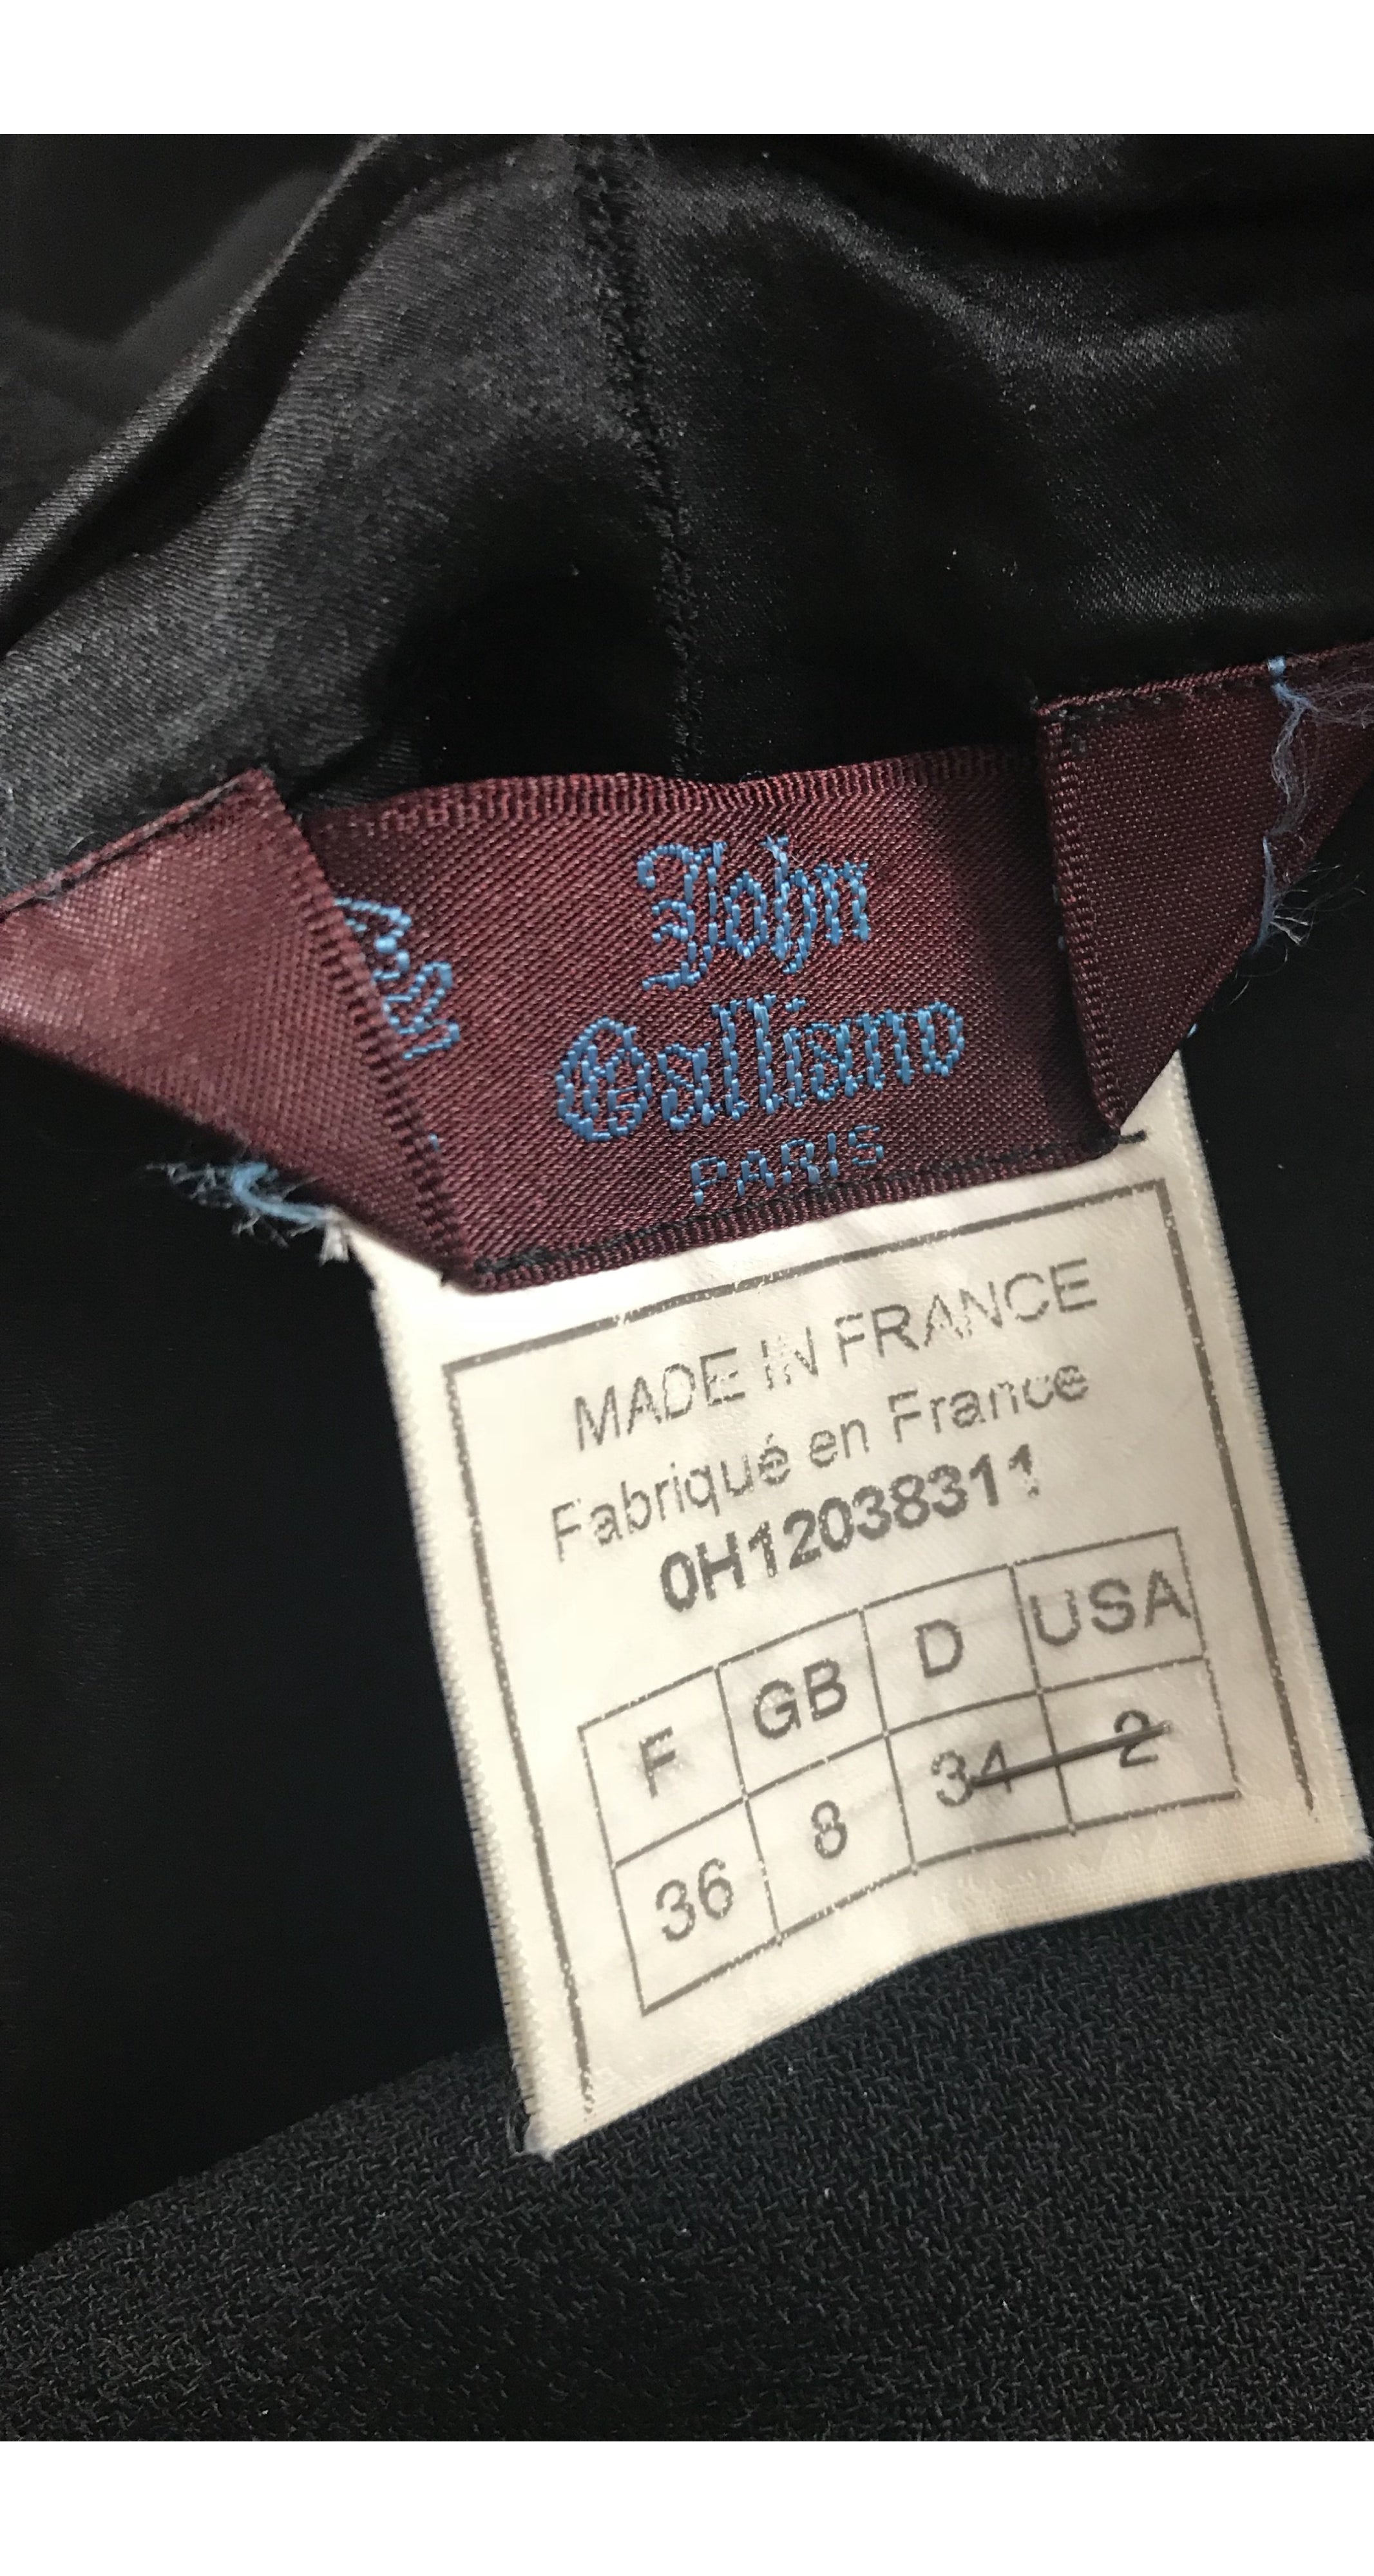 John
Galliano
PARIS
MADE IN FRANCE
Fabriqué en France
0H12038311
F GB D USA
36 8 34 2